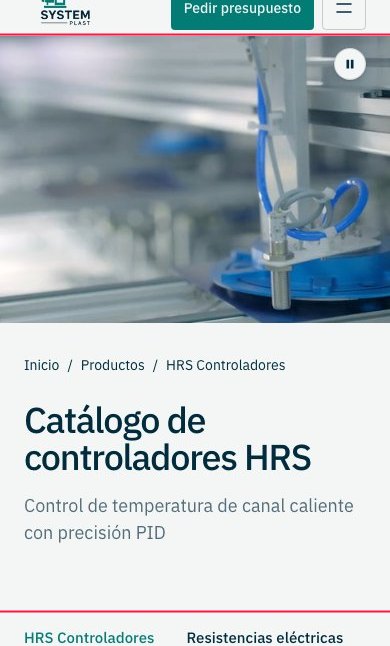 SYSTEM
PLAST
Pedir presupuesto
Inicio / Productos / HRS Controladores
Catálogo de
controladores HRS
Control de temperatura de canal caliente
con precisión PID
HRS Controladores Resistencias eléctricas